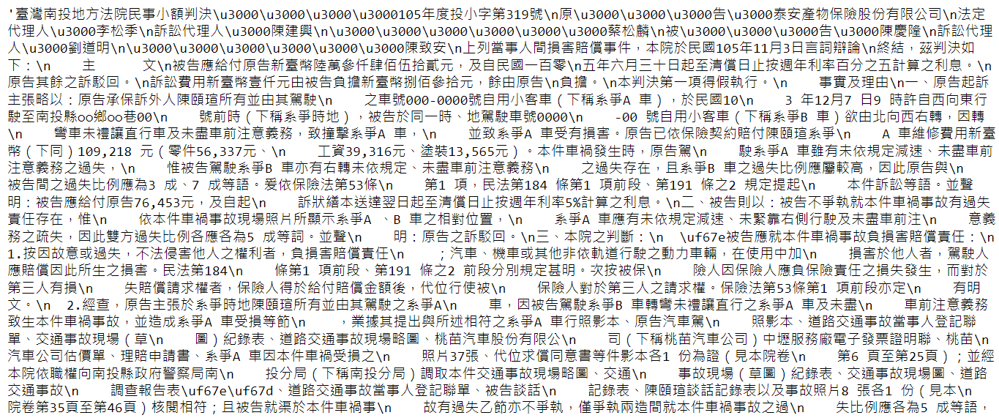 '臺灣南投地方法院民事小額判決\u3000\u3000\u3000\u3000105年度投小字第319號\n原\u3000\u3000\u3000告\u3000泰安產物保險股份有限公司\n法定
代理人\u3000李松季\n訴訟代理人\u3000陳建興\n\u3000\u3000\u3000\u3000\u3000\u3000蔡松麟\n被\u3000\u3000\u3000告\u3000陳慶隆\n訴訟代理
人\u3000劉道明\n\u3000\u3000\u3000\u3000\u3000\u3000陳致安\n上列當事人間損害賠償事件，本院於民國105年11月3日言詞辯論\n終結，茲判決如
下：\n    主    文\n被告應給付原告新臺幣陸萬參仟肆佰伍拾貳元，及自民國一百零\n五年六月三十日起至清償日止按週年利率百分之五計算之利息。\n
原告其餘之訴駁回。\n訴訟費用新臺幣壹仟元由被告負擔新臺幣捌佰參拾元，餘由原告\n負擔。\n本判決第一項得假執行。\n    事實及理由\n一、原告起訴
主張略以：原告承保訴外人陳頤瑄所有並由其駕駛\n    之車號000-0000號自用小客車（下稱系爭A 車），於民國10\n    3 年12月7 日9 時許自西向東行
駛至南投縣oo鄉oo巷00\n    號前時（下稱系爭時地），被告於同一時、地駕駛車號0000\n    -00 號自用小客車（下稱系爭B 車）欲由北向西右轉，因轉
\n    彎車未禮讓直行車及未盡車前注意義務，致撞擊系爭A 車，\n    並致系爭A 車受有損害。原告已依保險契約賠付陳頤瑄系爭\n    A 車維修費用新臺
幣（下同）109,218 元（零件56,337元、\n    工資39,316元、塗裝13,565元）。本件車禍發生時，原告駕\n    駛系爭A 車雖有未依規定減速、未盡車前
注意義務之過失，\n    惟被告駕駛系爭B 車亦有右轉未依規定、未盡車前注意義務\n    之過失存在，且系爭B 車之過失比例應屬較高，因此原告與\n
被告間之過失比例應為3 成、7 成等語。爰依保險法第53條\n    第1 項，民法第184 條第1 項前段、第191 條之2 規定提起\n    本件訴訟等語。並聲
明：被告應給付原告76,453元，及自起\n    訴狀繕本送達翌日起至清償日止按週年利率5%計算之利息。\n二、被告則以：被告不爭執就本件車禍事故有過失
責任存在，惟\n    依本件車禍事故現場照片所顯示系爭A 、B 車之相對位置，\n    系爭A 車應有未依規定減速、未緊靠右側行駛及未盡車前注\n    意義
務之疏失，因此雙方過失比例各應各為5 成等詞。並聲\n    明：原告之訴駁回。\n三、本院之判斷：\n  \uf67e被告應就本件車禍事故負損害賠償責任：\n
1.按因故意或過失，不法侵害他人之權利者，負損害賠償責任\n    ；汽車、機車或其他非依軌道行駛之動力車輛，在使用中加\n    損害於他人者，駕駛人
應賠償因此所生之損害。民法第184\n    條第1 項前段、第191 條之2 前段分別規定甚明。次按被保\n    險人因保險人應負保險責任之損失發生，而對於
第三人有損\n    失賠償請求權者，保險人得於給付賠償金額後，代位行使被\n    保險人對於第三人之請求權。保險法第53條第1 項前段亦定\n    有明
文。\n  2.經查，原告主張於系爭時地陳頤瑄所有並由其駕駛之系爭A\n    車，因被告駕駛系爭B 車轉彎未禮讓直行之系爭A 車及未盡\n    車前注意義務
致生本件車禍事故，並造成系爭A 車受損等節\n    ，業據其提出與所述相符之系爭A 車行照影本、原告汽車駕\n    照影本、道路交通事故當事人登記聯
單、交通事故現場（草\n    圖）紀錄表、道路交通事故現場略圖、桃苗汽車股份有限公\n    司（下稱桃苗汽車公司）中壢服務廠電子發票證明聯、桃苗\n
汽車公司估價單、理賠申請書、系爭A 車因本件車禍受損之\n    照片37張、代位求償同意書等件影本各1 份為證（見本院卷\n    第6 頁至第25頁）；並經
本院依職權向南投縣政府警察局南\n    投分局（下稱南投分局）調取本件交通事故現場略圖、交通\n    事故現場（草圖）紀錄表、交通事故現場圖、道路
交通事故\n    調查報告表\uf67e\uf67d、道路交通事故當事人登記聯單、被告談話\n    記錄表、陳頤瑄談話記錄表以及事故照片8 張各1 份（見本\n
院卷第35頁至第46頁）核閱相符；且被告就渠於本件車禍事\n    故有過失乙節亦不爭執，僅爭執兩造間就本件車禍事故之過\n    失比例應各為5 成等語，